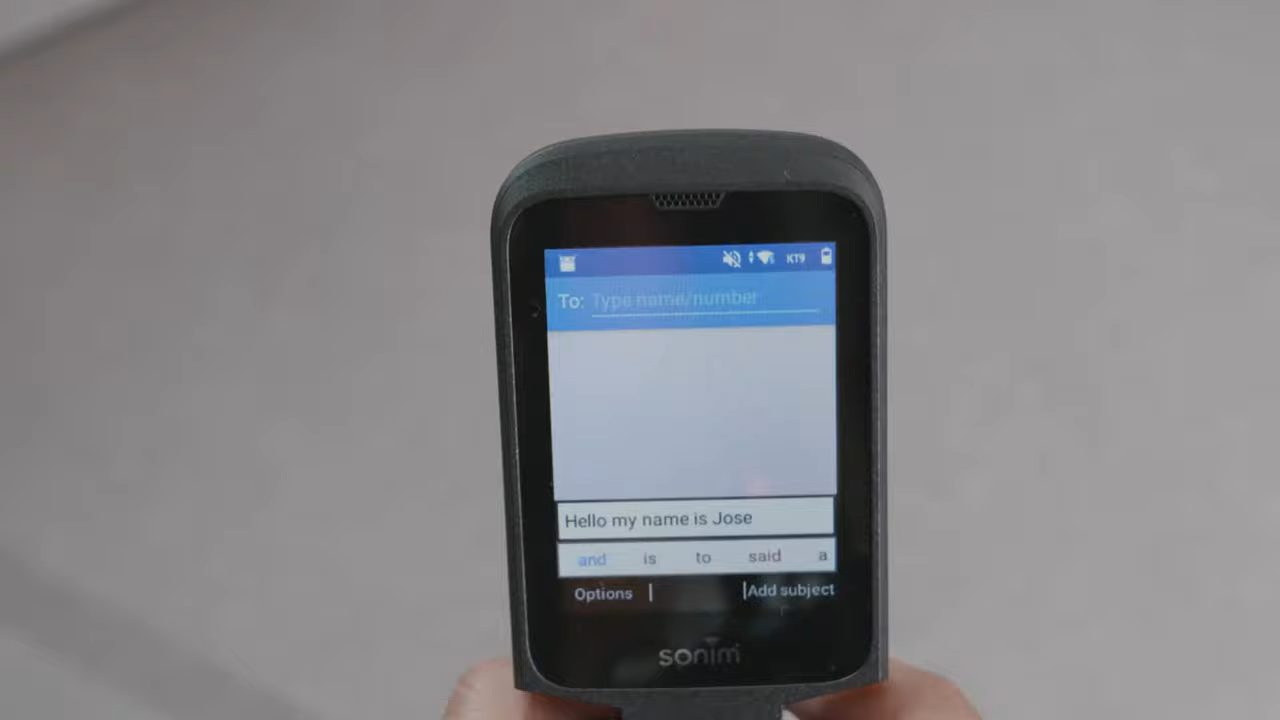 KT9
To: Type name/number
Hello my name is Jose
and is to said a
Options Add subject
sonim